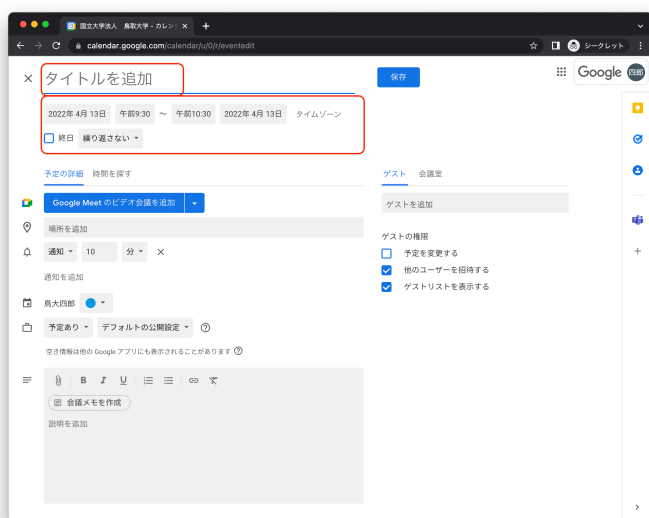 国立大学法人 鳥取大学 - カレン
calendar.google.com/calendar/u/0/r/eventedit
シークレット
タイトルを追加
保存
Google
四郎
2022年 4月 13日 午前9:30 ～ 午前10:30 2022年 4月 13日 タイムゾーン
終日 繰り返さない
予定の詳細 時間を探す
ゲスト 会議室
Google Meet のビデオ会議を追加
ゲストを追加
場所を追加
ゲストの権限
通知 10 分
予定を変更する
他のユーザーを招待する
通知を追加
ゲストリストを表示する
鳥大四郎
予定あり デフォルトの公開設定
空き情報は他の Google アプリにも表示されることがあります
B I U
会議メモを作成
説明を追加